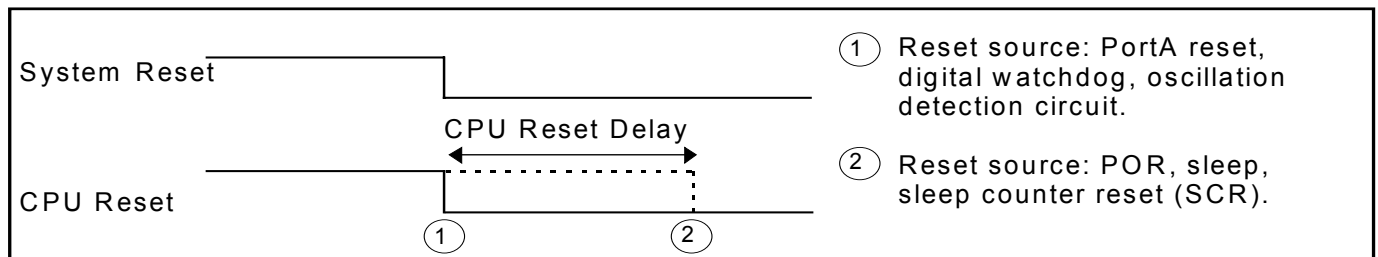 System Reset
CPU Reset Delay
CPU Reset
1
2
1 Reset source: PortA reset,
digital watchdog, oscillation
detection circuit.
2 Reset source: POR, sleep,
sleep counter reset (SCR).